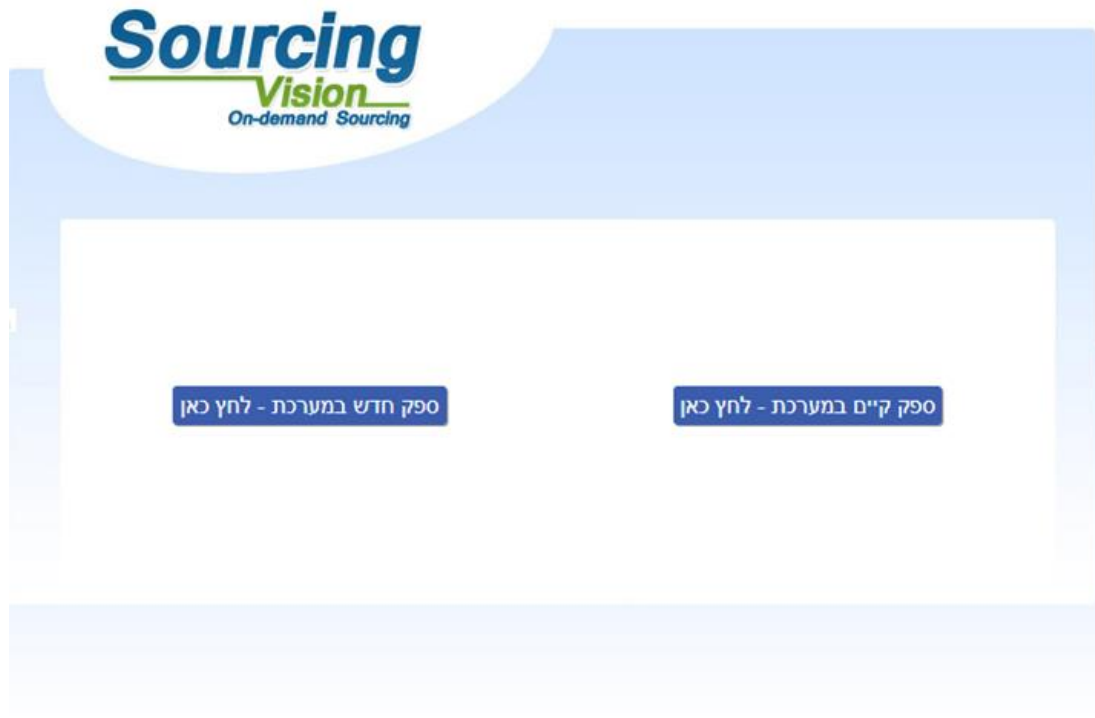 Sourcing
Vision
On-demand Sourcing
ספק קיים במערכת - לחץ כאן
ספק חדש במערכת - לחץ כאן